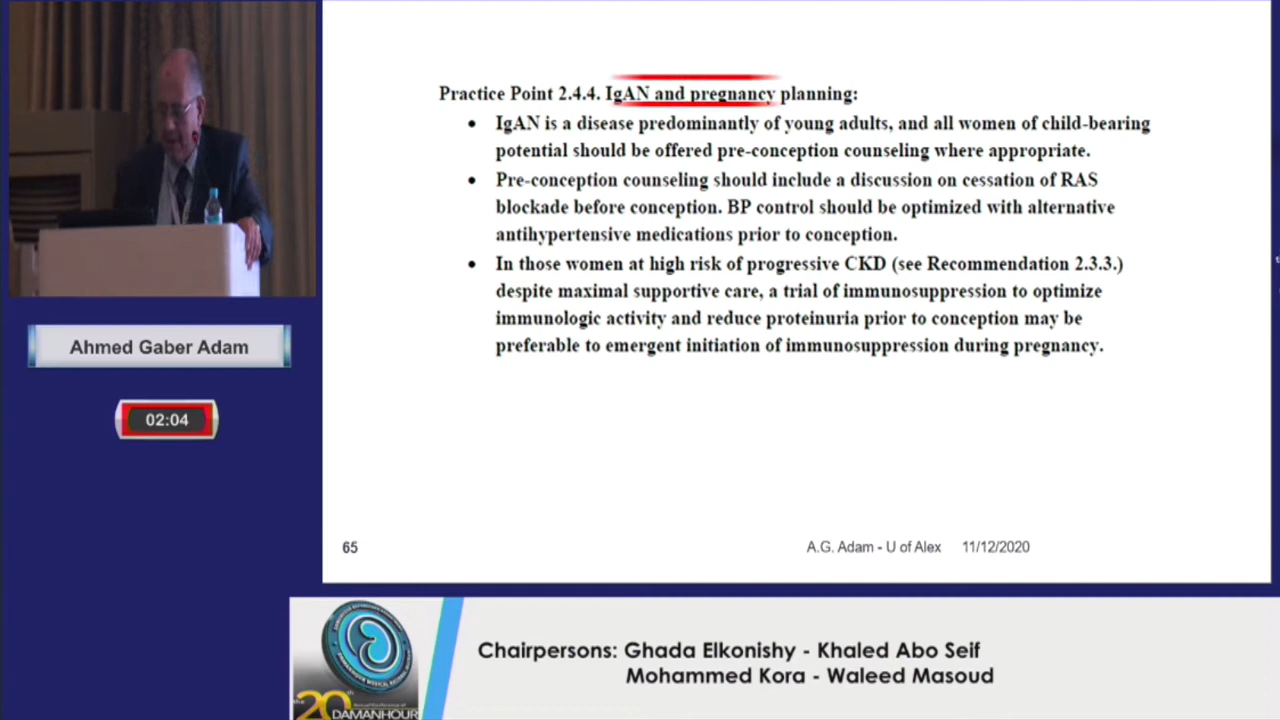 Practice Point 2.4.4. IgAN and pregnancy planning:
• IgAN is a disease predominantly of young adults, and all women of child-bearing
potential should be offered pre-conception counseling where appropriate.
• Pre-conception counseling should include a discussion on cessation of RAS
blockade before conception. BP control should be optimized with alternative
antihypertensive medications prior to conception.
• In those women at high risk of progressive CKD (see Recommendation 2.3.3.)
despite maximal supportive care, a trial of immunosuppression to optimize
immunologic activity and reduce proteinuria prior to conception may be
preferable to emergent initiation of immunosuppression during pregnancy.
65
A.G. Adam - U of Alex 11/12/2020
Ahmed Gaber Adam
02:04
the 20th
DAMANHOUR
Chairpersons: Ghada Elkonishy - Khaled Abo Seif
Mohammed Kora - Waleed Masoud